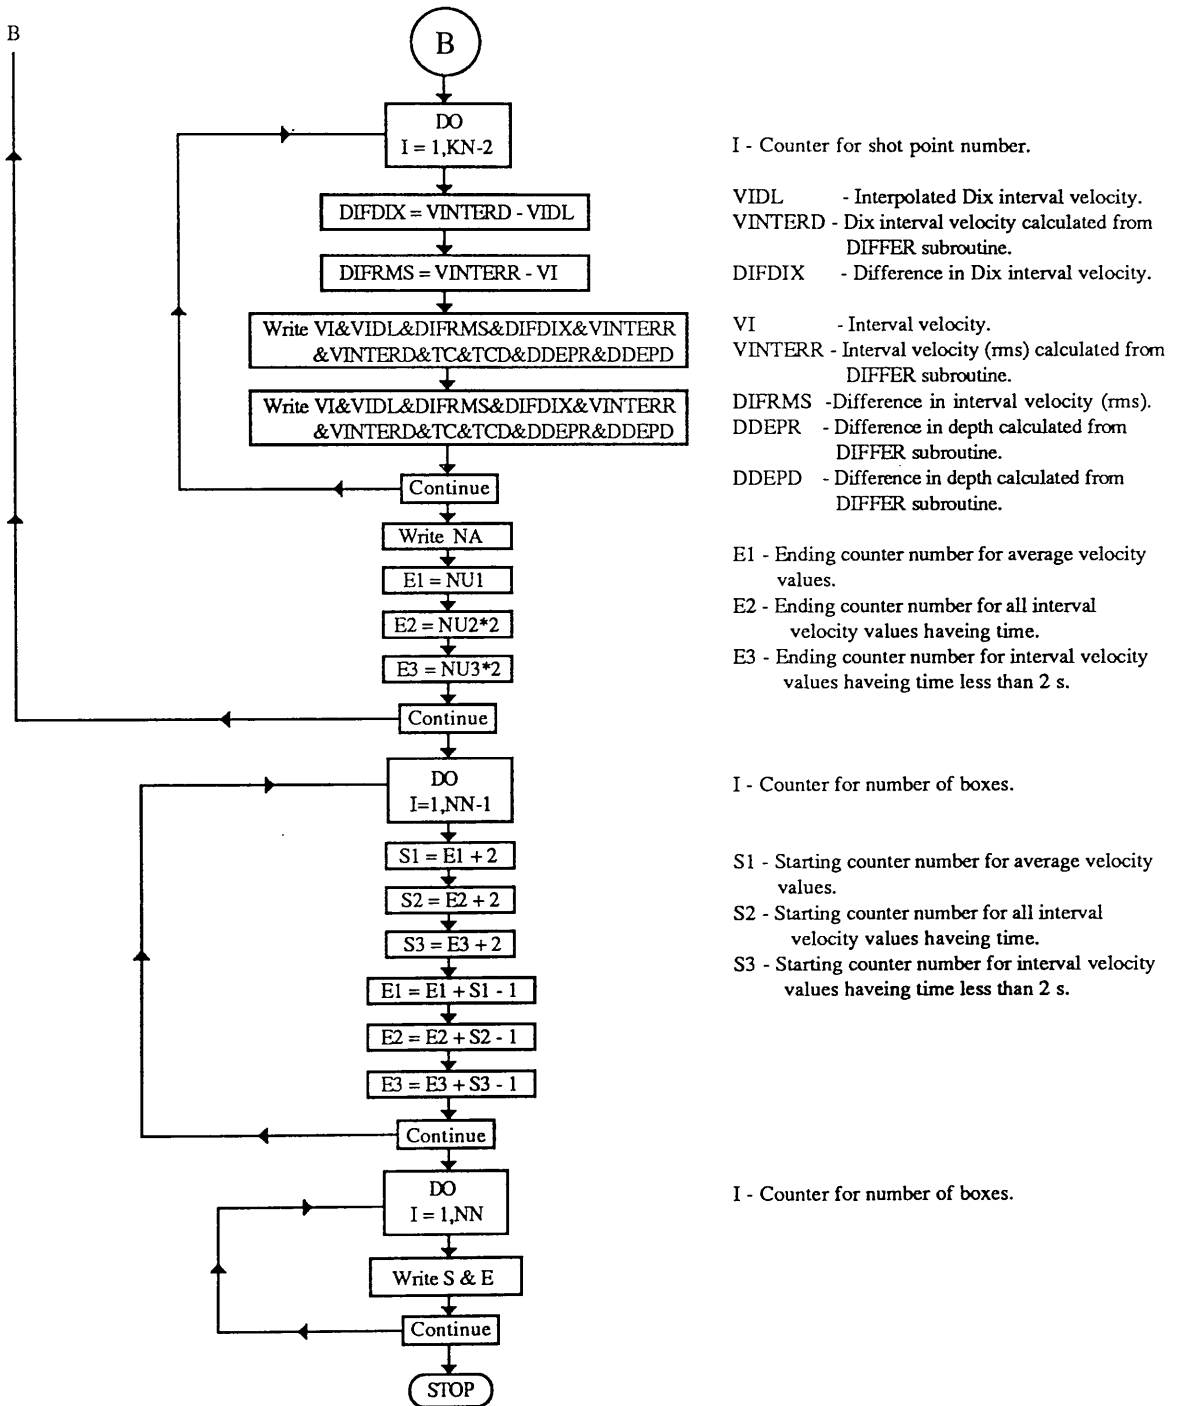 B
B
DO
I = 1,KN-2
DIFDIX = VINTERD - VIDL
DIFRMS = VINTERR - VI
Write VI&VIDL&DIFRMS&DIFDIX&VINTERR
&VINTERD&TC&TCD&DDEPR&DDEPD
Write VI&VIDL&DIFRMS&DIFDIX&VINTERR
&VINTERD&TC&TCD&DDEPR&DDEPD
Continue
Write NA
E1 = NU1
E2 = NU2*2
E3 = NU3*2
Continue
DO
I=1,NN-1
S1 = E1 + 2
S2 = E2 + 2
S3 = E3 + 2
E1 = E1 + S1 - 1
E2 = E2 + S2 - 1
E3 = E3 + S3 - 1
Continue
DO
I = 1,NN
Write S & E
Continue
STOP
I - Counter for shot point number.
VIDL - Interpolated Dix interval velocity.
VINTERD - Dix interval velocity calculated from
DIFFER subroutine.
DIFDIX - Difference in Dix interval velocity.
VI - Interval velocity.
VINTERR - Interval velocity (rms) calculated from
DIFFER subroutine.
DIFRMS -Difference in interval velocity (rms).
DDEPR - Difference in depth calculated from
DIFFER subroutine.
DDEPD - Difference in depth calculated from
DIFFER subroutine.
E1 - Ending counter number for average velocity
values.
E2 - Ending counter number for all interval
velocity values haveing time.
E3 - Ending counter number for interval velocity
values haveing time less than 2 s.
I - Counter for number of boxes.
S1 - Starting counter number for average velocity
values.
S2 - Starting counter number for all interval
velocity values haveing time.
S3 - Starting counter number for interval velocity
values haveing time less than 2 s.
I - Counter for number of boxes.